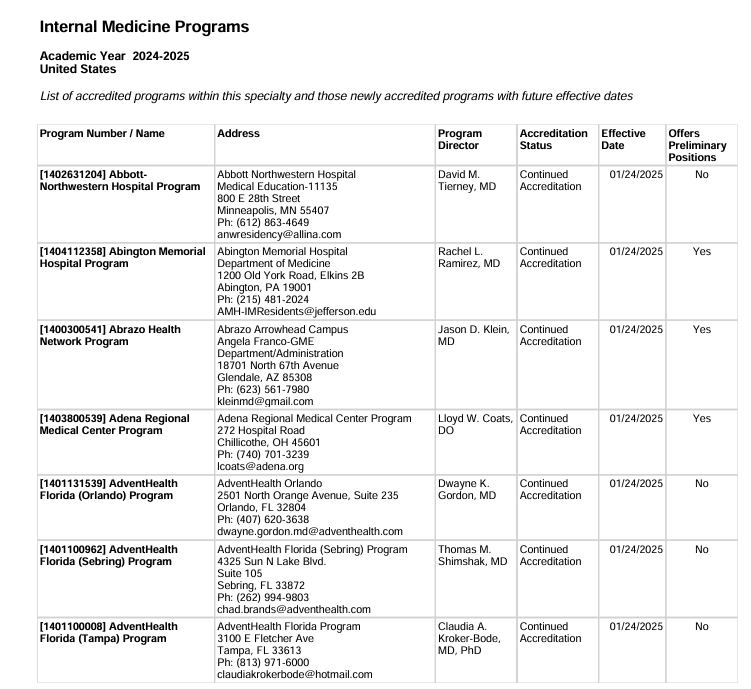 Internal Medicine Programs
Academic Year 2024-2025
United States
List of accredited programs within this specialty and those newly accredited programs with future effective dates
Program Number / Name
Address
Program
Director
Accreditation
Status
Effective
Date
Offers
Preliminary
Positions
[1402631204] Abbott-
Northwestern Hospital Program
Abbott Northwestern Hospital
Medical Education-11135
800 E 28th Street
Minneapolis, MN 55407
Ph: (612) 863-4649
anwresidency@allina.com
David M.
Tierney, MD
Continued
Accreditation
01/24/2025
No
[1404112358] Abington Memorial
Hospital Program
Abington Memorial Hospital
Department of Medicine
1200 Old York Road, Elkins 2B
Abington, PA 19001
Ph: (215) 481-2024
AMH-IMResidents@jefferson.edu
Rachel L.
Ramirez, MD
Continued
Accreditation
01/24/2025
Yes
[1400300541] Abrazo Health
Network Program
Abrazo Arrowhead Campus
Angela Franco-GME
Department/Administration
18701 North 67th Avenue
Glendale, AZ 85308
Ph: (623) 561-7980
kleinmd@gmail.com
Jason D. Klein,
MD
Continued
Accreditation
01/24/2025
Yes
[1403800539] Adena Regional
Medical Center Program
Adena Regional Medical Center Program
272 Hospital Road
Chillicothe, OH 45601
Ph: (740) 701-3239
lcoats@adena.org
Lloyd W. Coats,
DO
Continued
Accreditation
01/24/2025
Yes
[1401131539] AdventHealth
Florida (Orlando) Program
AdventHealth Orlando
2501 North Orange Avenue, Suite 235
Orlando, FL 32804
Ph: (407) 620-3638
dwayne.gordon.md@adventhealth.com
Dwayne K.
Gordon, MD
Continued
Accreditation
01/24/2025
No
[1401100962] AdventHealth
Florida (Sebring) Program
AdventHealth Florida (Sebring) Program
4325 Sun N Lake Blvd.
Suite 105
Sebring, FL 33872
Ph: (262) 994-9803
chad.brands@adventhealth.com
Thomas M.
Shimshak, MD
Continued
Accreditation
01/24/2025
No
[1401100008] AdventHealth
Florida (Tampa) Program
AdventHealth Florida Program
3100 E Fletcher Ave
Tampa, FL 33613
Ph: (813) 971-6000
claudiakrokerbode@hotmail.com
Claudia A.
Kroker-Bode,
MD, PhD
Continued
Accreditation
01/24/2025
No